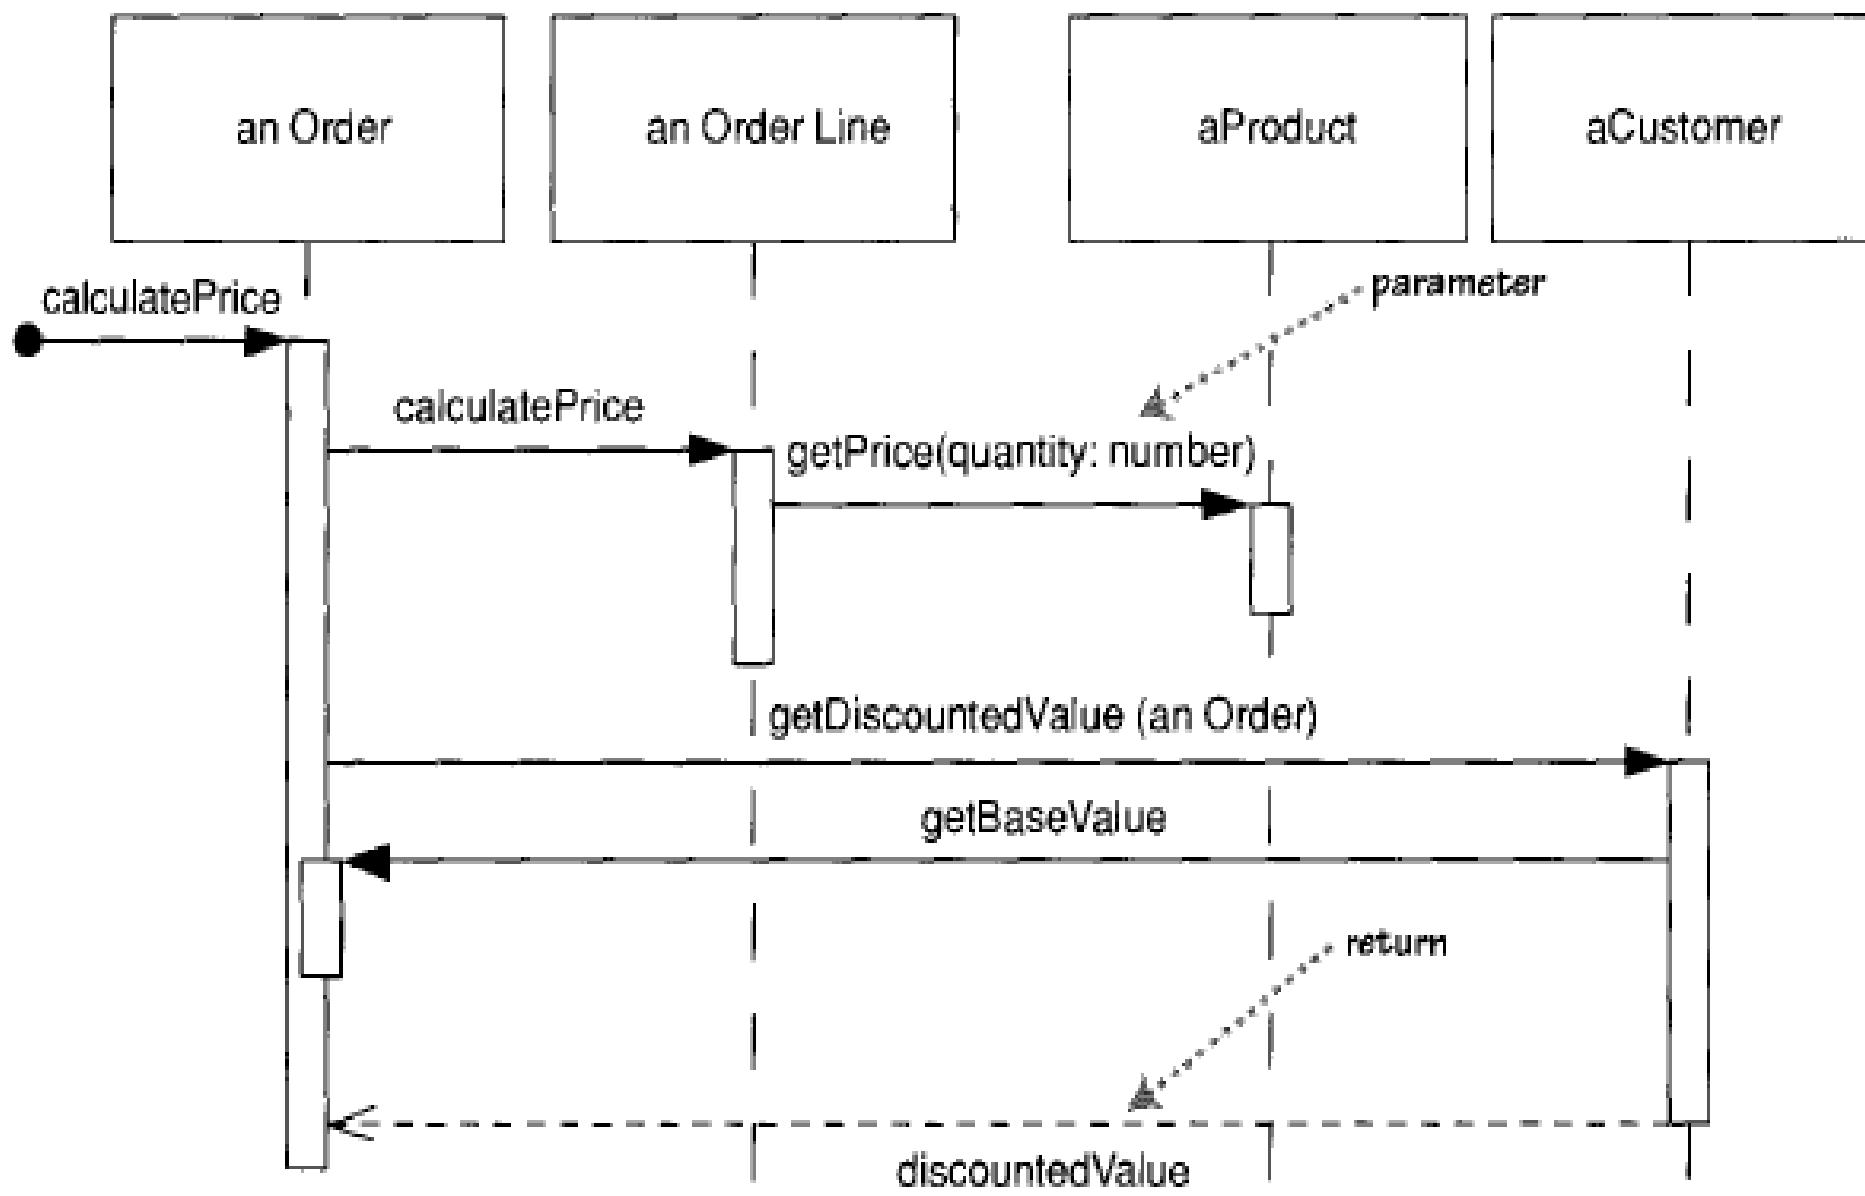 an Order
an Order Line
aProduct
aCustomer
calculatePrice
parameter
calculatePrice
getPrice(quantity: number)
getDiscountedValue (an Order)
getBaseValue
return
discountedValue